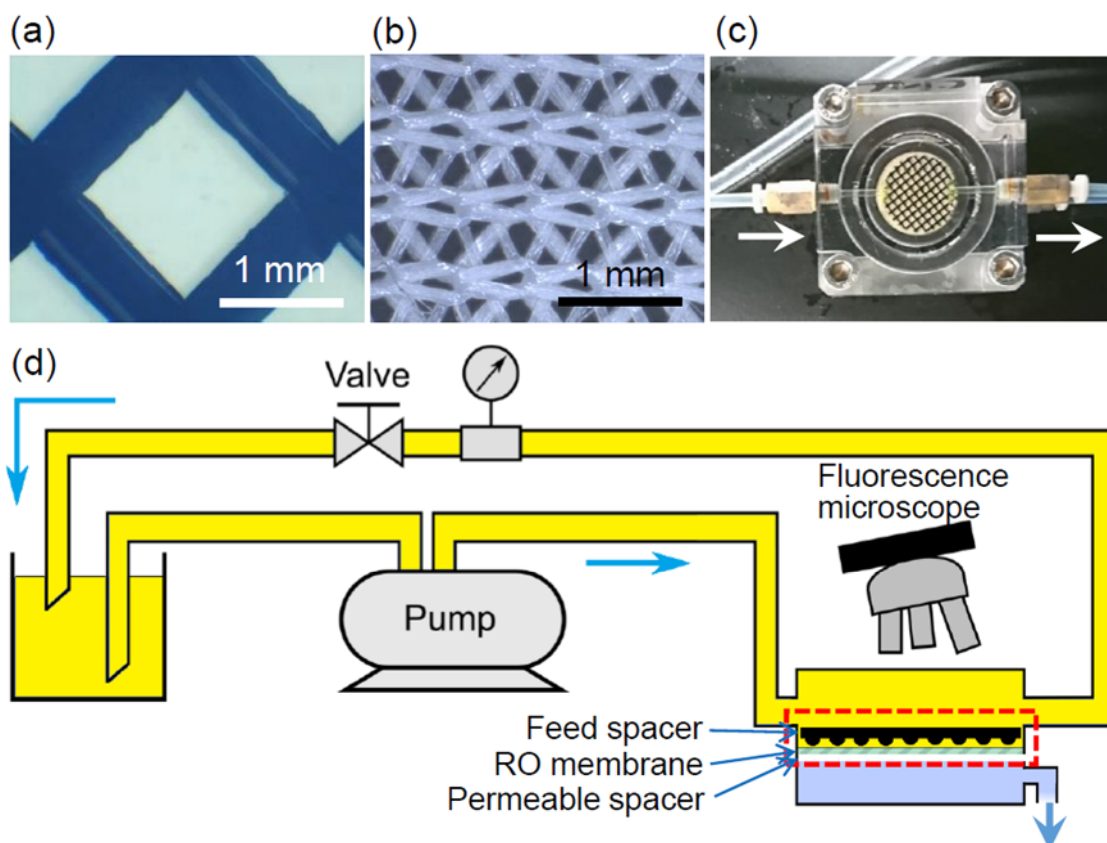 (a)
(b)
(c)
1 mm
1 mm
(d)
Valve
Fluorescence
microscope
Pump
Feed spacer
RO membrane
Permeable spacer